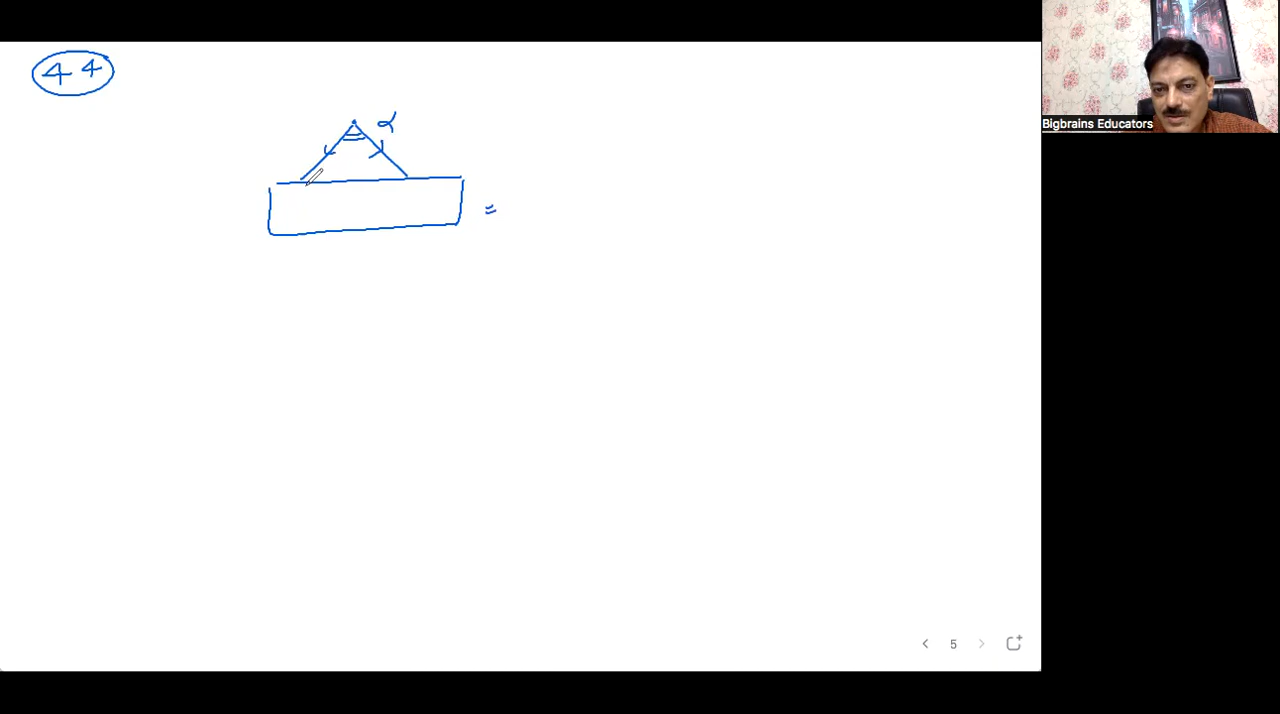 44
α
=
Bigbrains Educators
< 5 >